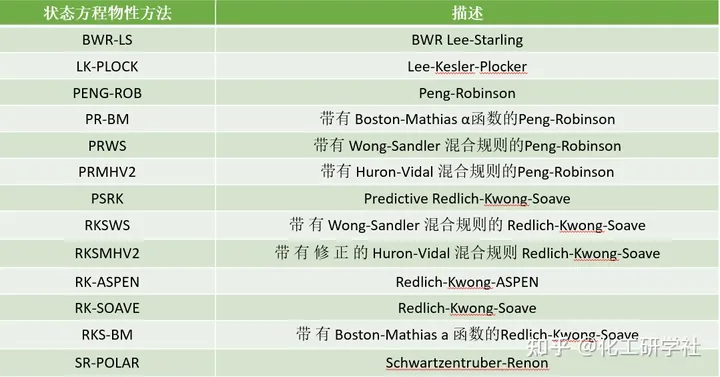 状态方程物性方法 描述
BWR-LS BWR Lee-Starling
LK-PLOCK Lee-Kesler-Plocker
PENG-ROB Peng-Robinson
PR-BM 带有 Boston-Mathias α函数的Peng-Robinson
PRWS 带有 Wong-Sandler 混合规则的Peng-Robinson
PRMHV2 带有 Huron-Vidal 混合规则的Peng-Robinson
PSRK Predictive Redlich-Kwong-Soave
RKSWS 带 有 Wong-Sandler 混合规则的 Redlich-Kwong-Soave
RKSMHV2 带 有 修 正 的 Huron-Vidal 混合规则 Redlich-Kwong-Soave
RK-ASPEN Redlich-Kwong-ASPEN
RK-SOAVE Redlich-Kwong-Soave
RKS-BM 带 有 Boston-Mathias a 函数的Redlich-Kwong-Soave
SR-POLAR Schwartzentruber-Renon
知乎 @化工研学社